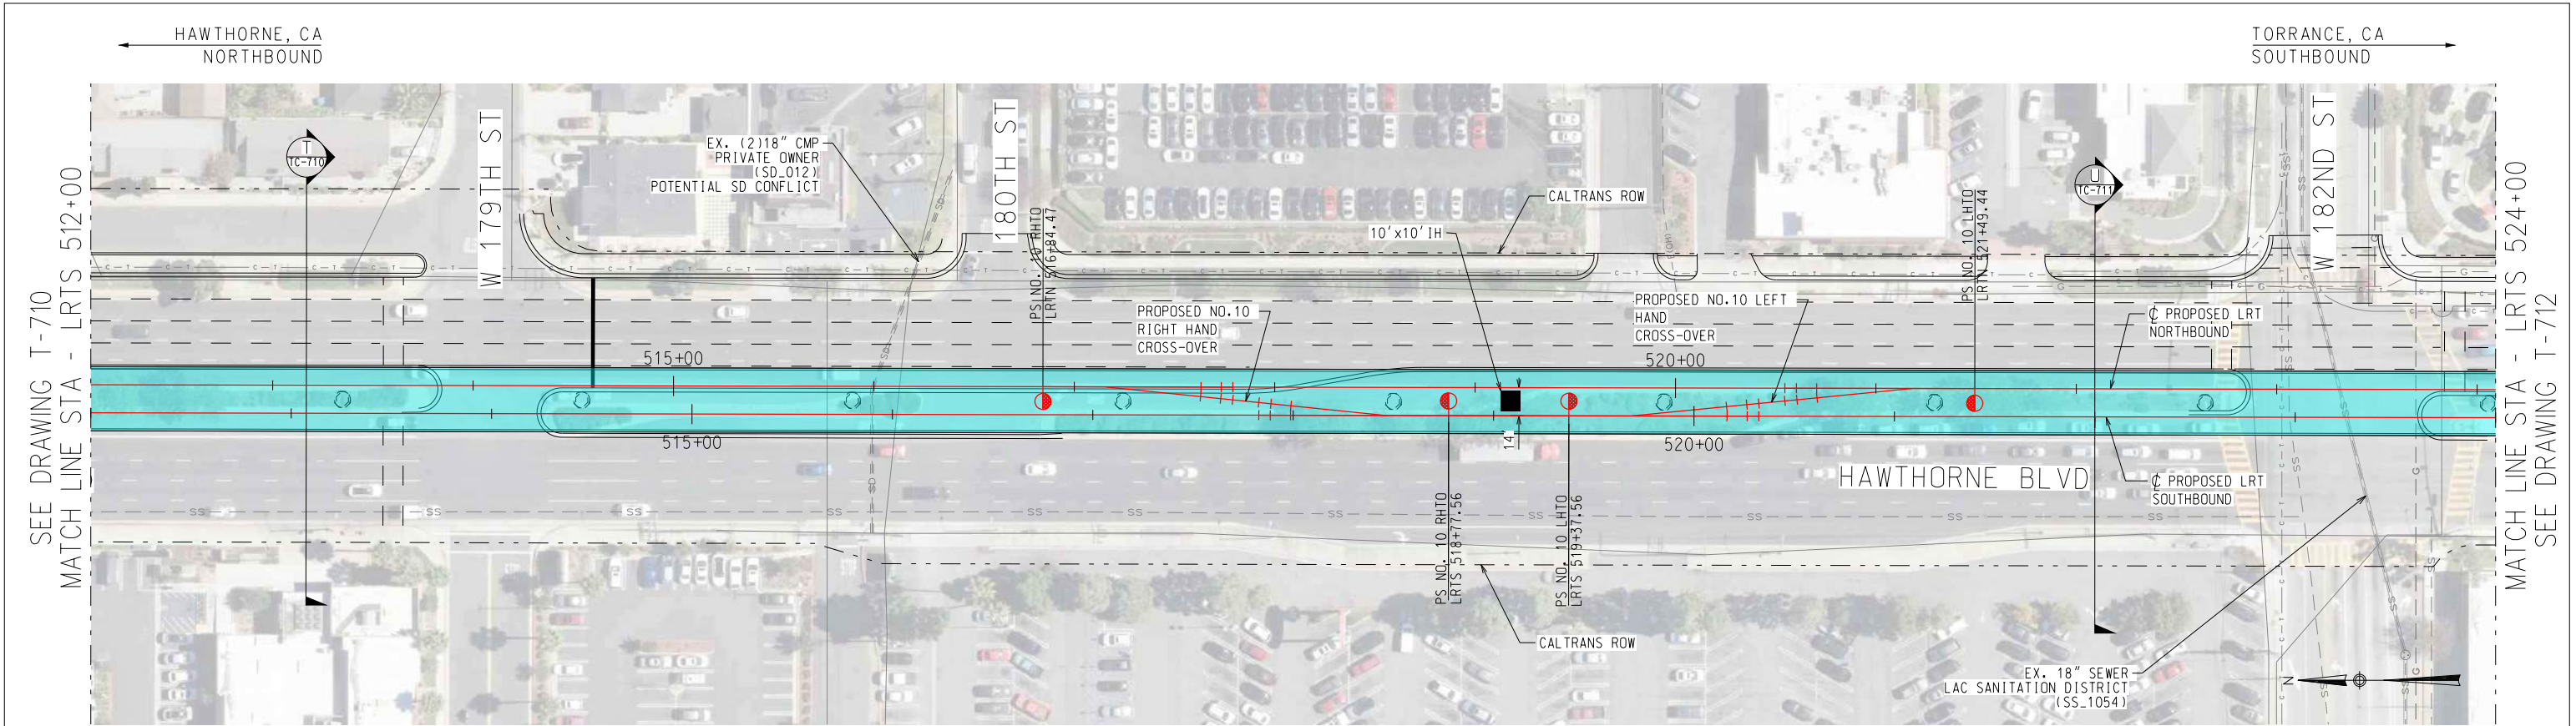 HAWTHORNE, CA
NORTHBOUND
TORRANCE, CA
SOUTHBOUND
SEE DRAWING T-710
MATCH LINE STA - LRTS 512+00
T
TC-710
W 179TH ST
EX. (2)18" CMP
PRIVATE OWNER
(SD_012)
POTENTIAL SD CONFLICT
180TH ST
PS NO. 10 RHTO
LRTN 516+84.47
PROPOSED NO.10
RIGHT HAND
CROSS-OVER
10'x10' IH
CALTRANS ROW
PROPOSED NO.10 LEFT
HAND
CROSS-OVER
PS NO. 10 LHTO
LRTN 521+49.44
U
TC-711
W 182ND ST
₵ PROPOSED LRT
NORTHBOUND
515+00
520+00
515+00
520+00
14'
HAWTHORNE BLVD
₵ PROPOSED LRT
SOUTHBOUND
PS NO. 10 RHTO
LRTS 518+77.56
PS NO. 10 LHTO
LRTS 519+37.56
CALTRANS ROW
EX. 18" SEWER
LAC SANITATION DISTRICT
(SS_1054)
N
MATCH LINE STA - LRTS 524+00
SEE DRAWING T-712